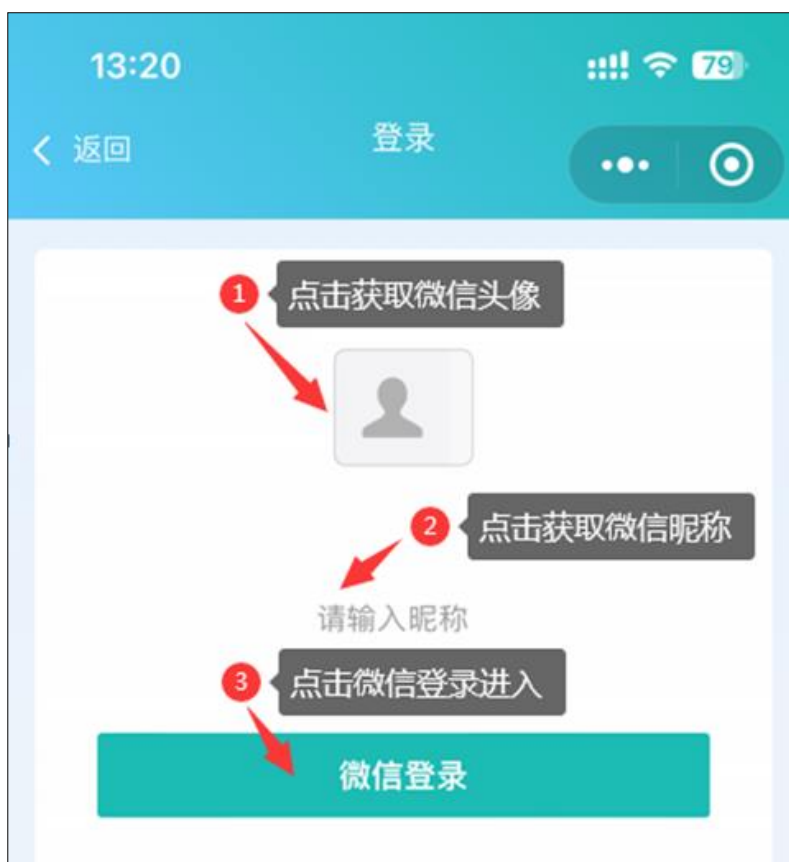 13:20
79
返回
登录
1
点击获取微信头像
2
点击获取微信昵称
请输入昵称
3
点击微信登录进入
微信登录